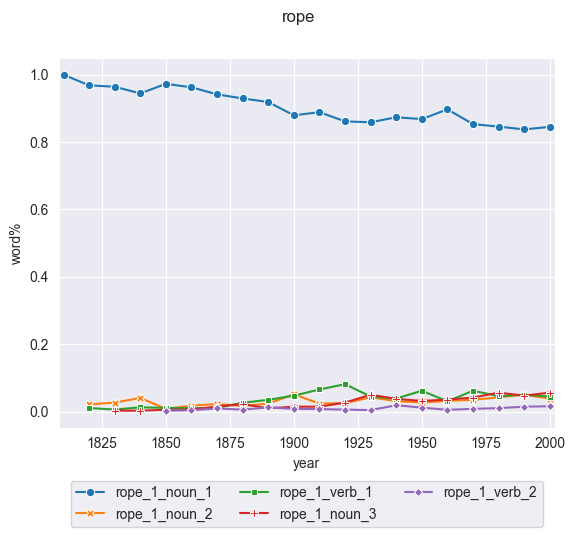 rope
1.0
0.8
0.6
0.4
0.2
0.0
word%
1825 1850 1875 1900 1925 1950 1975 2000
year
rope_1_noun_1 rope_1_verb_1 rope_1_verb_2
rope_1_noun_2 rope_1_noun_3